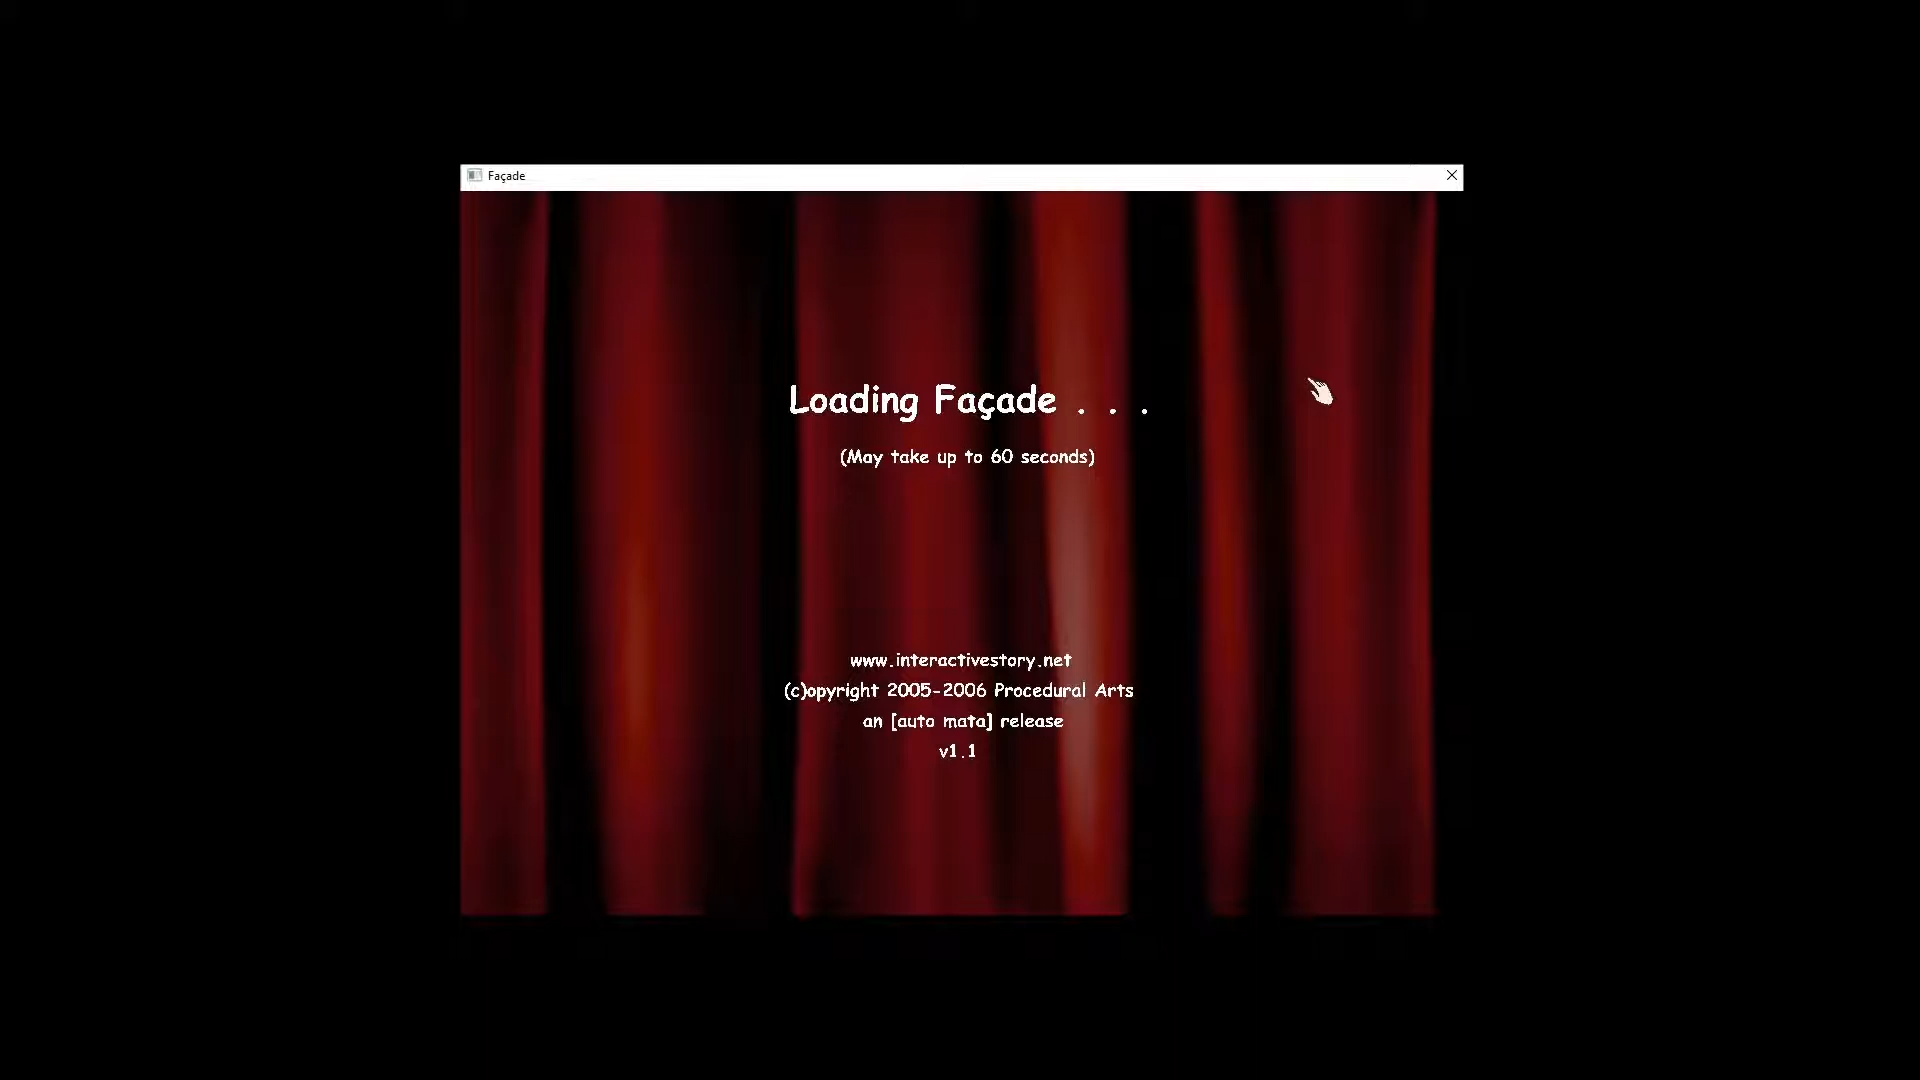 Façade
Loading Façade . . .
(May take up to 60 seconds)
www.interactivestory.net
(c)opyright 2005-2006 Procedural Arts
an [auto mata] release
v1.1